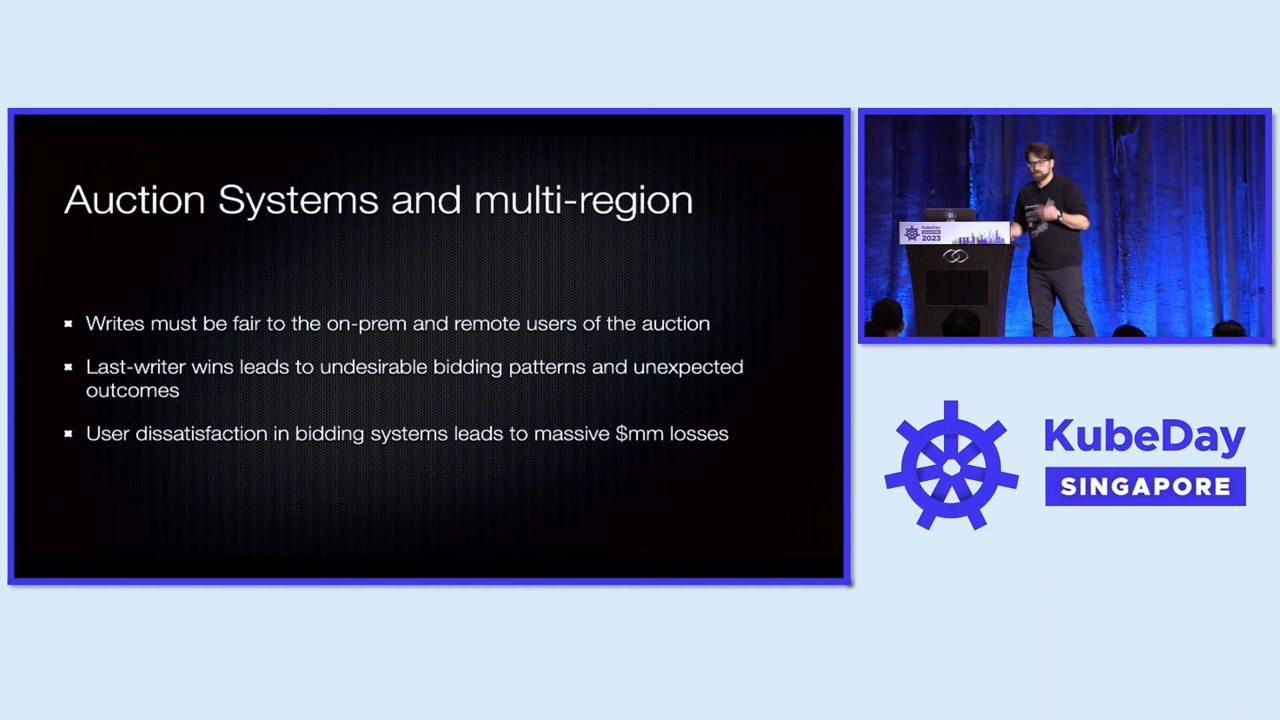 Auction Systems and multi-region
Writes must be fair to the on-prem and remote users of the auction
Last-writer wins leads to undesirable bidding patterns and unexpected
outcomes
User dissatisfaction in bidding systems leads to massive $mm losses
KubeDay
2023
KubeDay
SINGAPORE